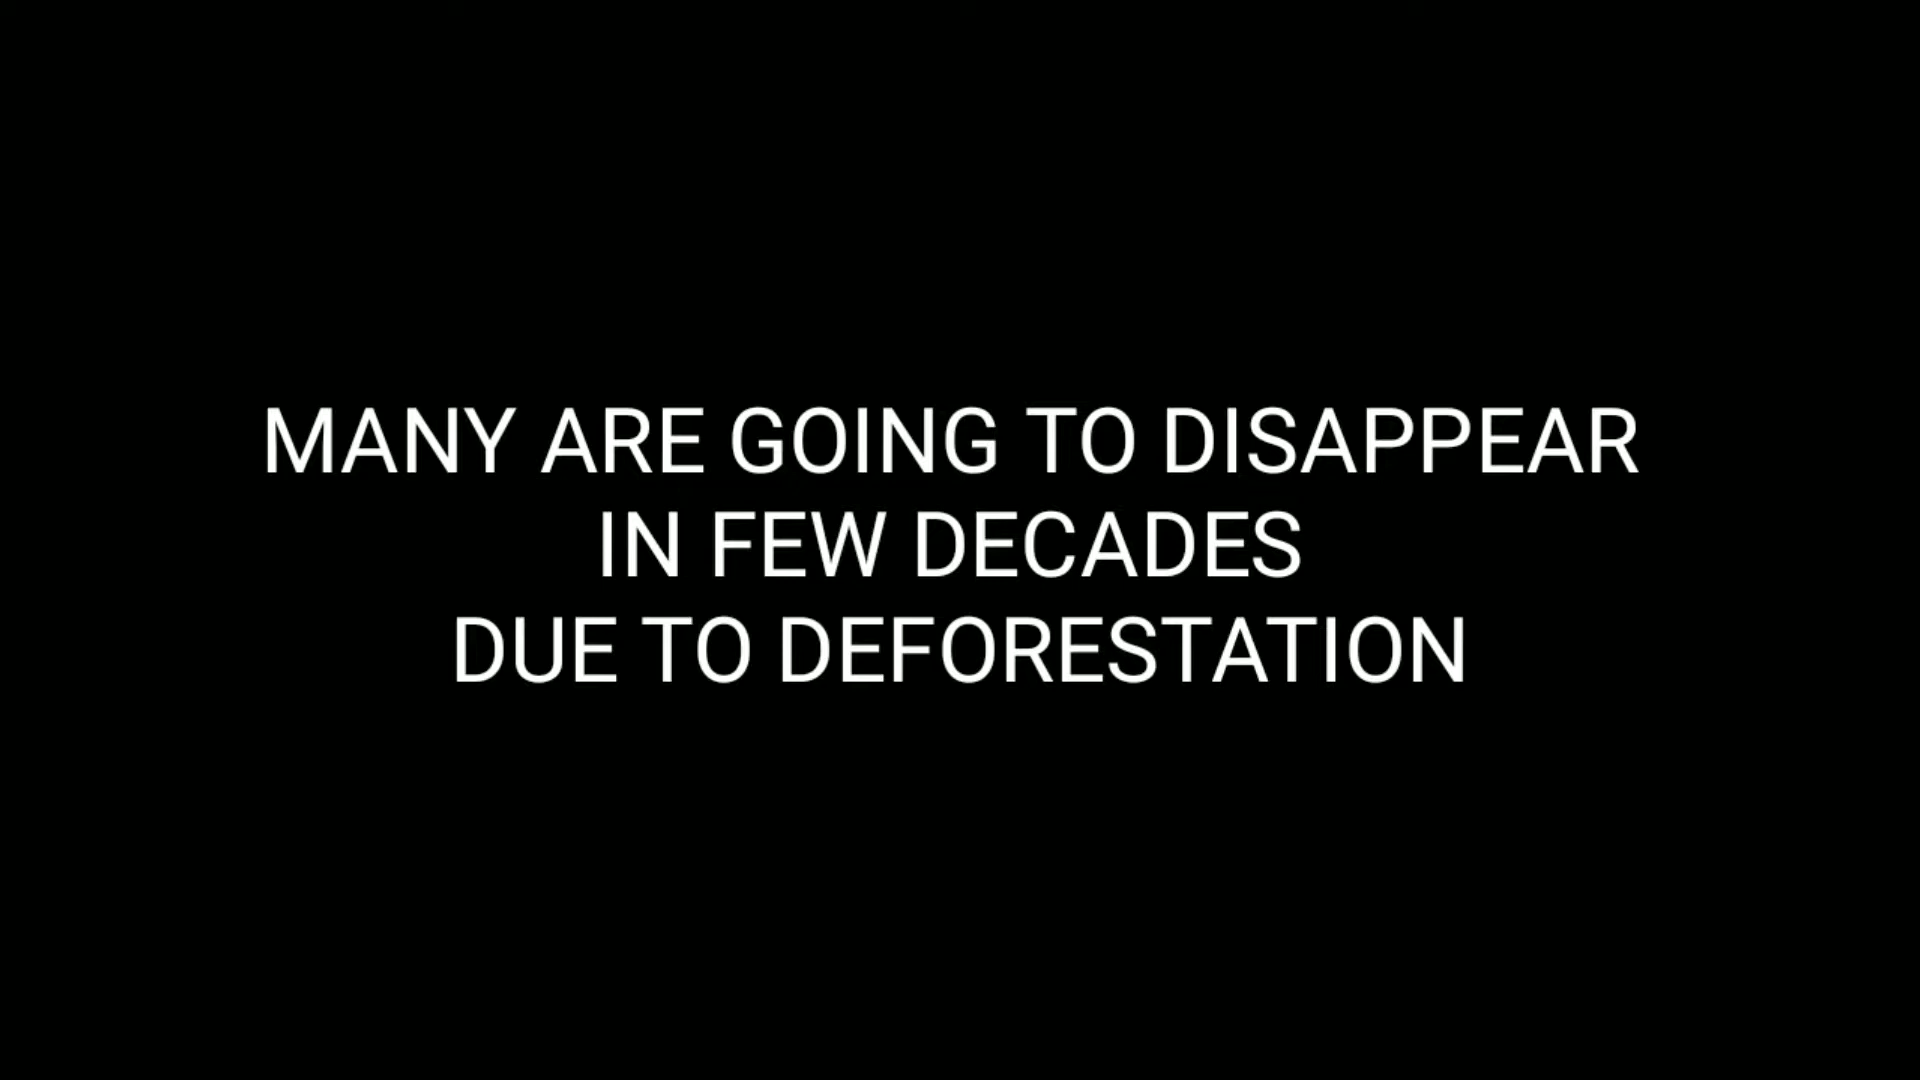 MANY ARE GOING TO DISAPPEAR
IN FEW DECADES
DUE TO DEFORESTATION